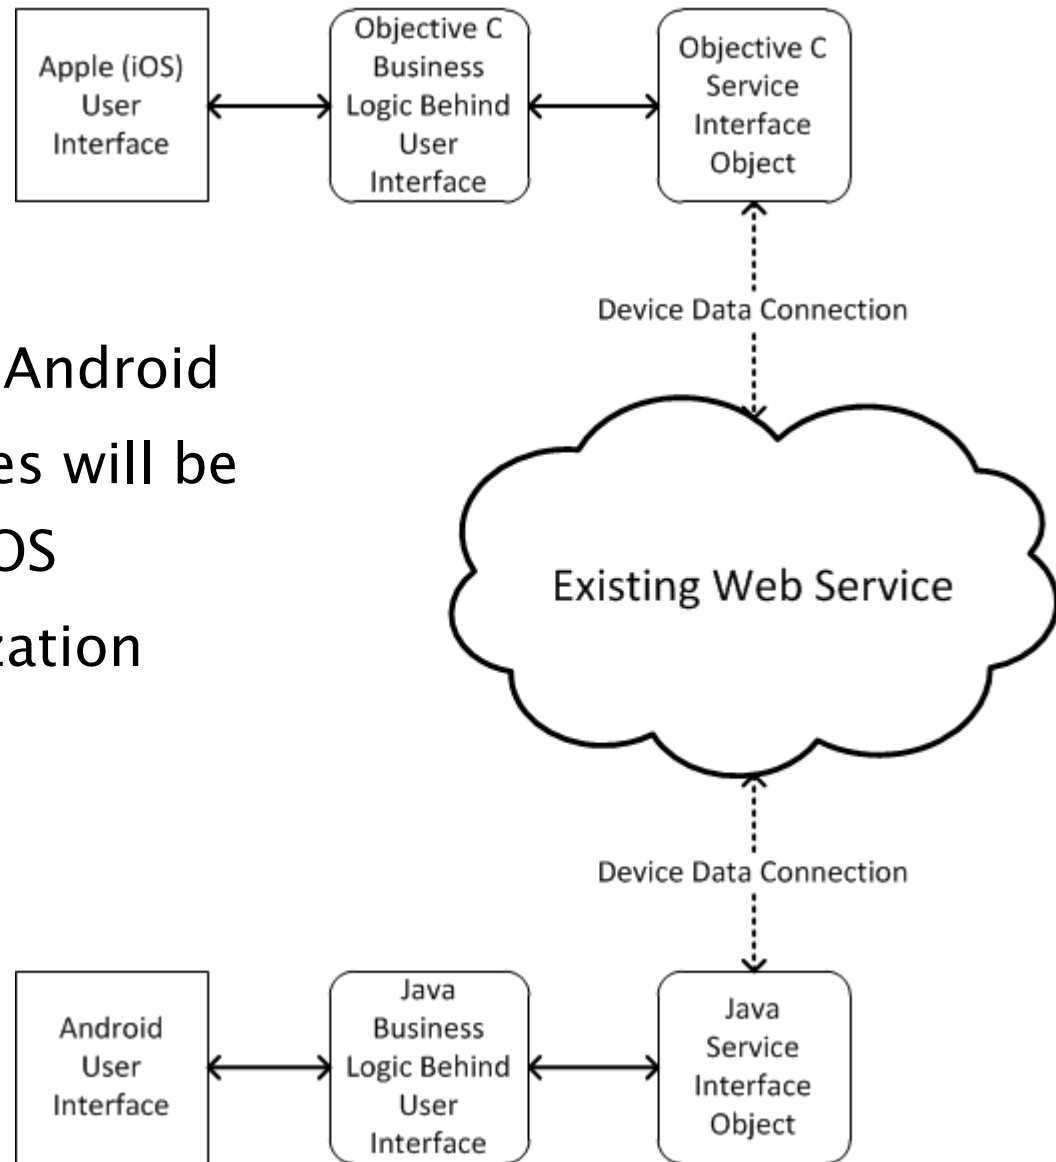 Apple (iOS)
User
Interface
Objective C
Business
Logic Behind
User
Interface
Objective C
Service
Interface
Object
Device Data Connection
Android
es will be
OS
zation
Existing Web Service
Device Data Connection
Android
User
Interface
Java
Business
Logic Behind
User
Interface
Java
Service
Interface
Object